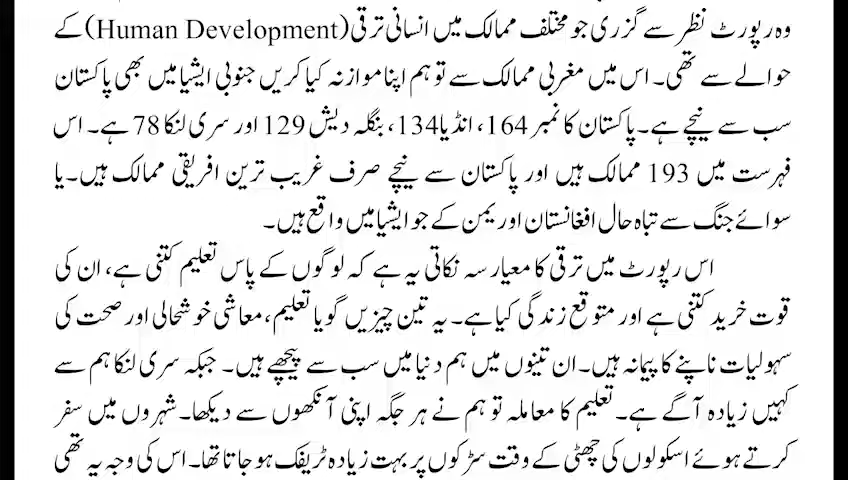 وہ رپورٹ نظر سے گزری جو مختلف ممالک میں انسانی ترقی(Human Development)کے
حوالے سے تھی۔ اس میں مغربی ممالک سے تو ہم اپنا موازنہ کیا کریں جنوبی ایشیا میں بھی پاکستان
سب سے نیچے ہے۔ پاکستان کا نمبر 164، انڈیا134، بنگلہ دیش 129 اور سری لنکا 78 ہے۔ اس
فہرست میں 193 ممالک ہیں اور پاکستان سے نیچے صرف غریب ترین افریقی ممالک ہیں۔ یا
سوائے جنگ سے تباہ حال افغانستان اور یمن کے جو ایشیا میں واقع ہیں۔
اس رپورٹ میں ترقی کا معیار سہ نکاتی یہ ہے کہ لوگوں کے پاس تعلیم کتنی ہے، ان کی
قوت خرید کتنی ہے اور متوقع زندگی کیا ہے۔ یہ تین چیزیں گویا تعلیم، معاشی خوشحالی اور صحت کی
سہولیات ناپنے کا پیمانہ ہیں۔ ان تینوں میں ہم دنیا میں سب سے پیچھے ہیں۔ جبکہ سری لنکا ہم سے
کہیں زیادہ آگے ہے۔ تعلیم کا معاملہ تو ہم نے ہر جگہ اپنی آنکھوں سے دیکھا۔ شہروں میں سفر
کرتے ہوئے اسکولوں کی چھٹی کے وقت سڑکوں پر بہت زیادہ ٹریفک ہو جاتا تھا۔ اس کی وجہ یہ تھی